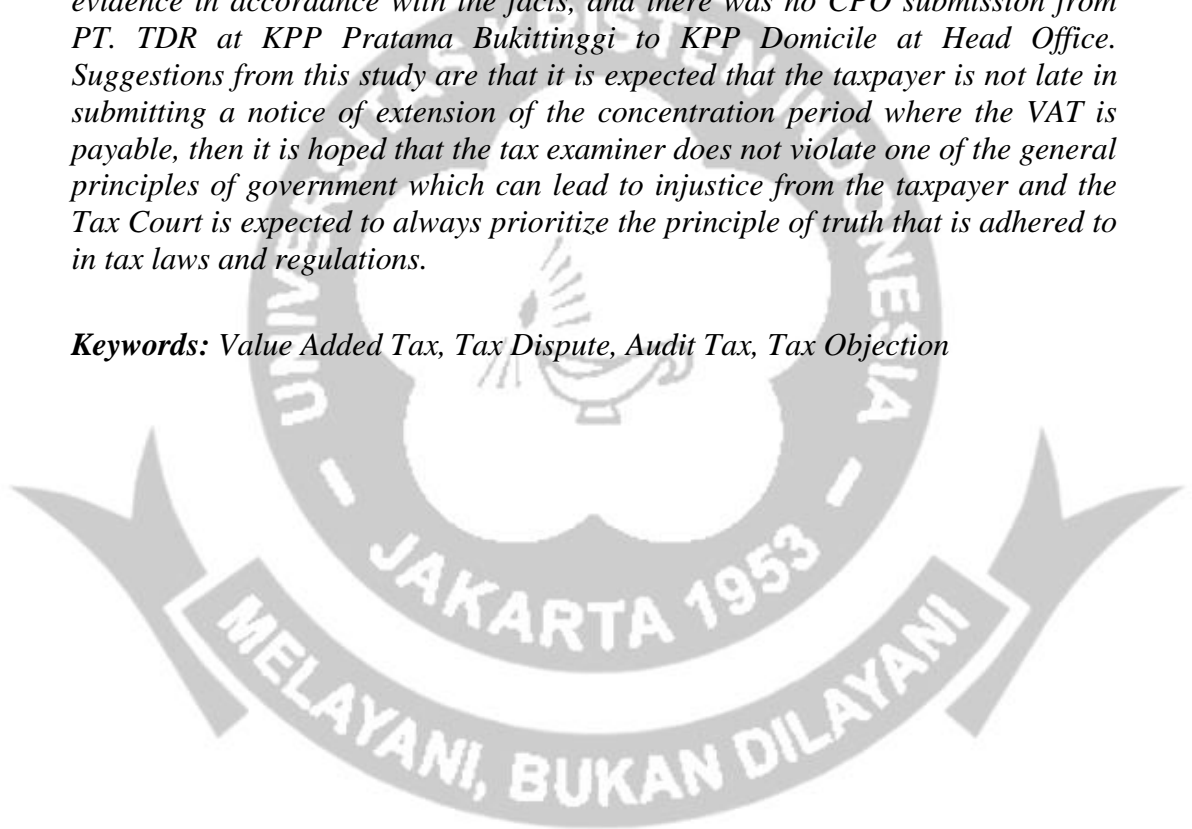 evidence in accordance with the facts, and there was no CPO submission from
PT. TDR at KPP Pratama Bukittinggi to KPP Domicile at Head Office.
Suggestions from this study are that it is expected that the taxpayer is not late in
submitting a notice of extension of the concentration period where the VAT is
payable, then it is hoped that the tax examiner does not violate one of the general
principles of government which can lead to injustice from the taxpayer and the
Tax Court is expected to always prioritize the principle of truth that is adhered to
in tax laws and regulations.
Keywords: Value Added Tax, Tax Dispute, Audit Tax, Tax Objection
UNIVERSITAS KRISTEN INDONESIA
- JAKARTA 1953 -
MELAYANI, BUKAN DILAYANI